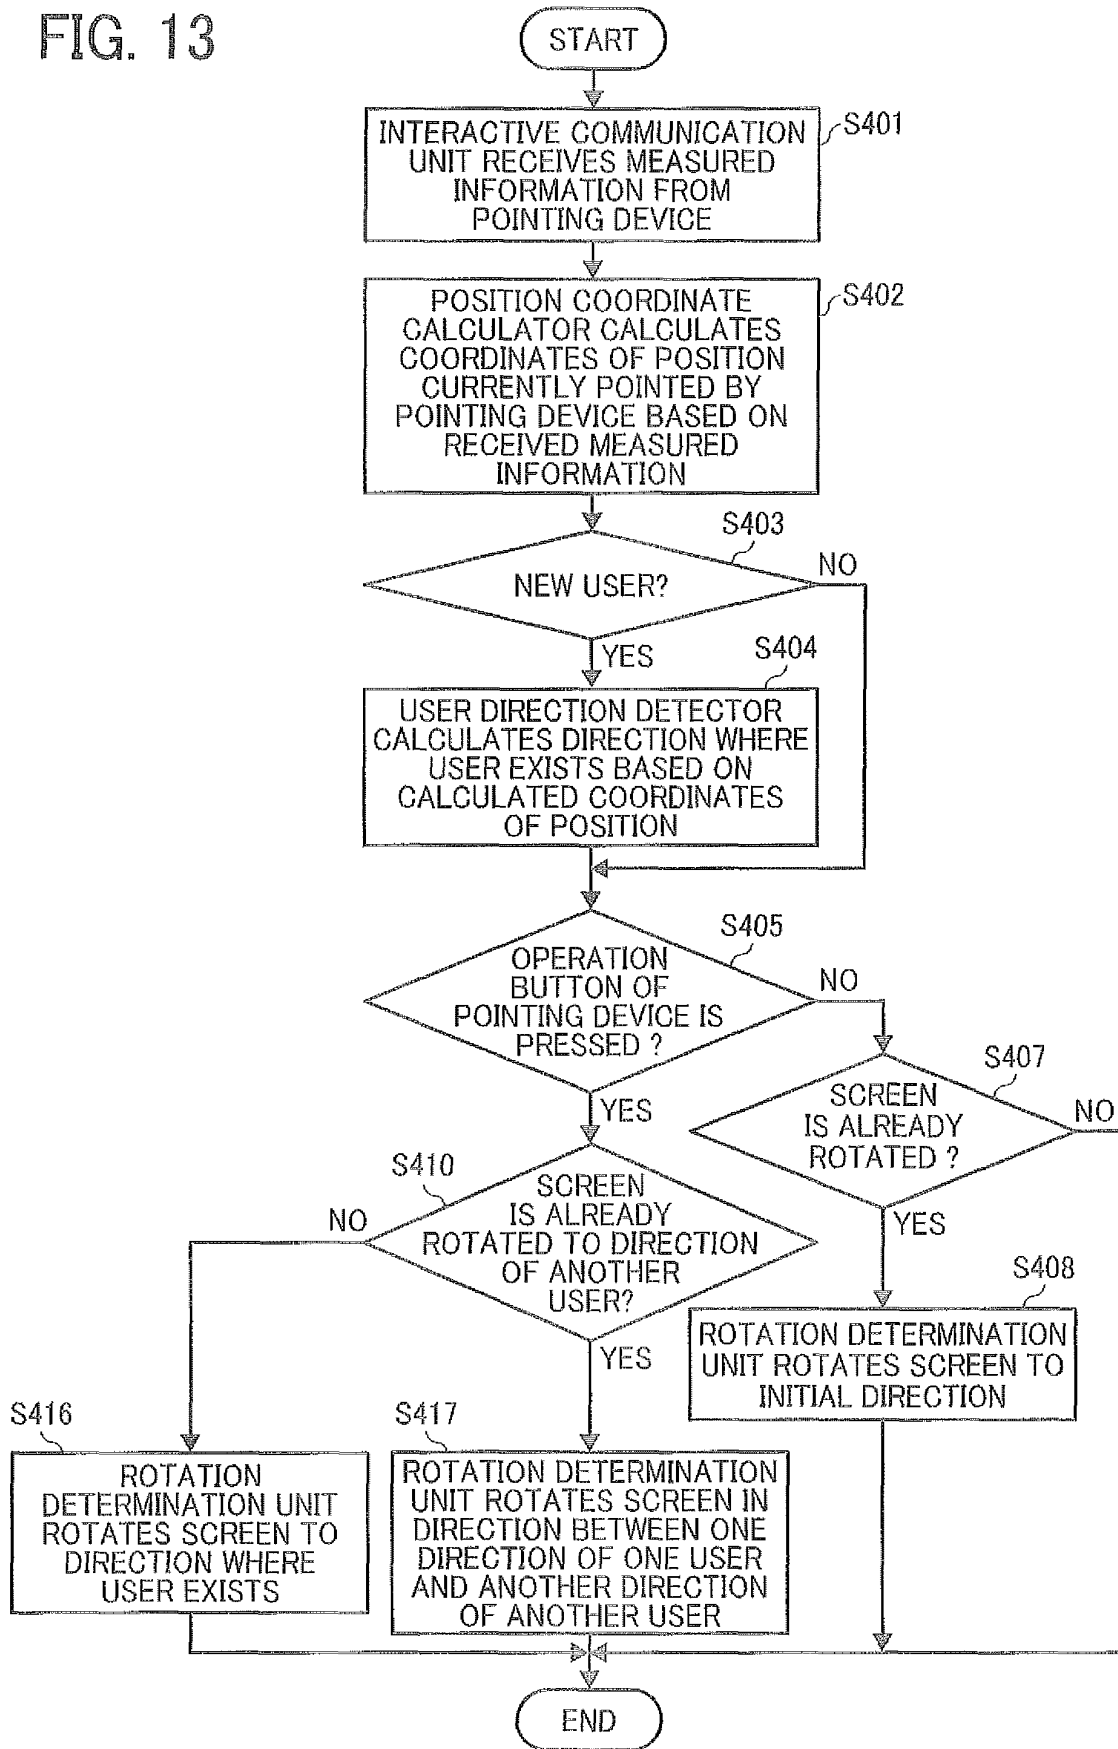 FIG. 13
START
S401
INTERACTIVE COMMUNICATION
UNIT RECEIVES MEASURED
INFORMATION FROM
POINTING DEVICE
S402
POSITION COORDINATE
CALCULATOR CALCULATES
COORDINATES OF POSITION
CURRENTLY POINTED BY
POINTING DEVICE BASED ON
RECEIVED MEASURED
INFORMATION
S403
NEW USER?
NO
YES
S404
USER DIRECTION DETECTOR
CALCULATES DIRECTION WHERE
USER EXISTS BASED ON
CALCULATED COORDINATES
OF POSITION
S405
OPERATION
BUTTON OF
POINTING DEVICE IS
PRESSED ?
NO
YES
S407
SCREEN
IS ALREADY
ROTATED ?
NO
YES
S410
SCREEN
IS ALREADY
ROTATED TO DIRECTION
OF ANOTHER
USER?
NO
YES
S408
ROTATION DETERMINATION
UNIT ROTATES SCREEN TO
INITIAL DIRECTION
S416
ROTATION
DETERMINATION UNIT
ROTATES SCREEN TO
DIRECTION WHERE
USER EXISTS
S417
ROTATION DETERMINATION
UNIT ROTATES SCREEN IN
DIRECTION BETWEEN ONE
DIRECTION OF ONE USER
AND ANOTHER DIRECTION
OF ANOTHER USER
END